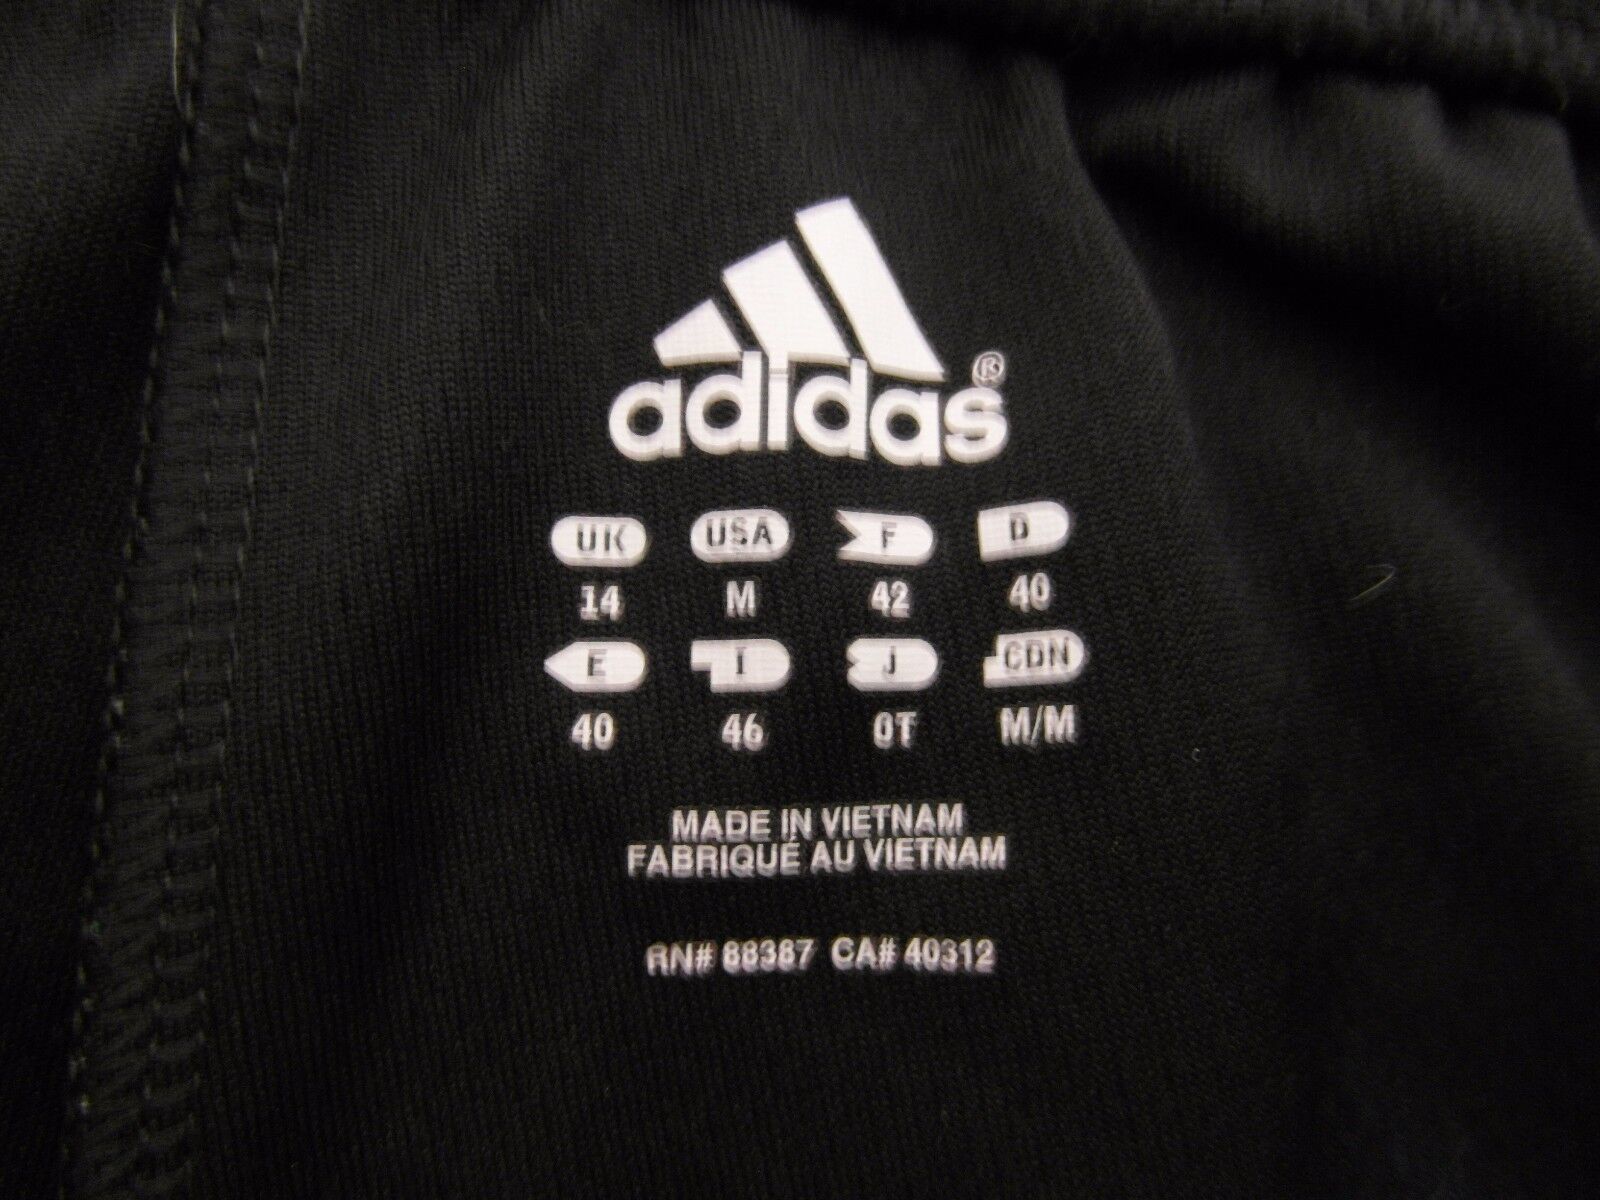 adidas®
UK USA F D
14 M 42 40
E I J CDN
40 46 OT M/M
MADE IN VIETNAM
FABRIQUÉ AU VIETNAM
RN# 88387 CA# 40312